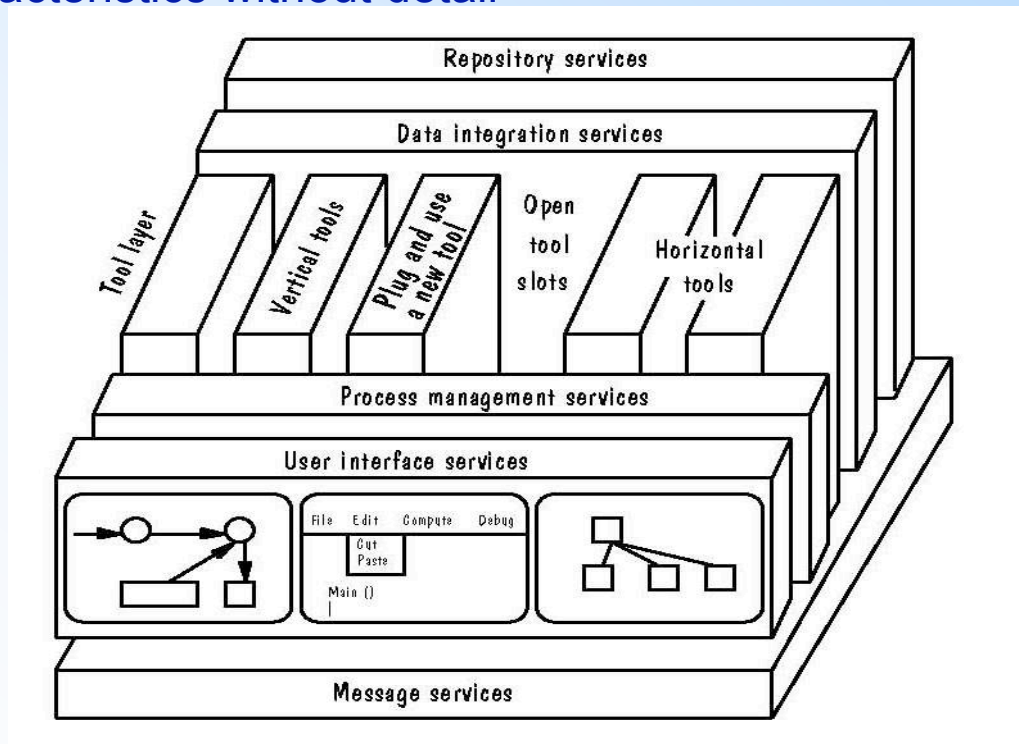 Repository services
Data integration services
Tool layer
Vertical tools
Plug and use
a new tool
Open
tool
slots
Horizontal
tools
Process management services
User interface services
File Edit Compute Debug
Cut
Paste
Main ()
Message services